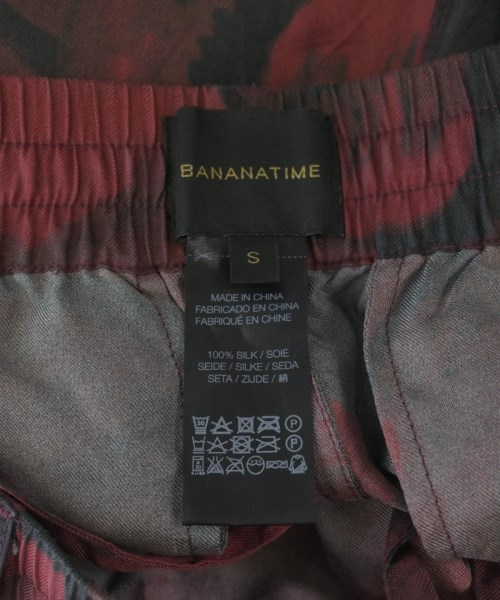 BANANATIME
S
MADE IN CHINA
FABRICADO EN CHINA
FABRIQUÉ EN CHINE
100% SILK / SOIE
SEIDE / SILKE / SEDA
SETA / ZIJDE / 絹
30 P
P